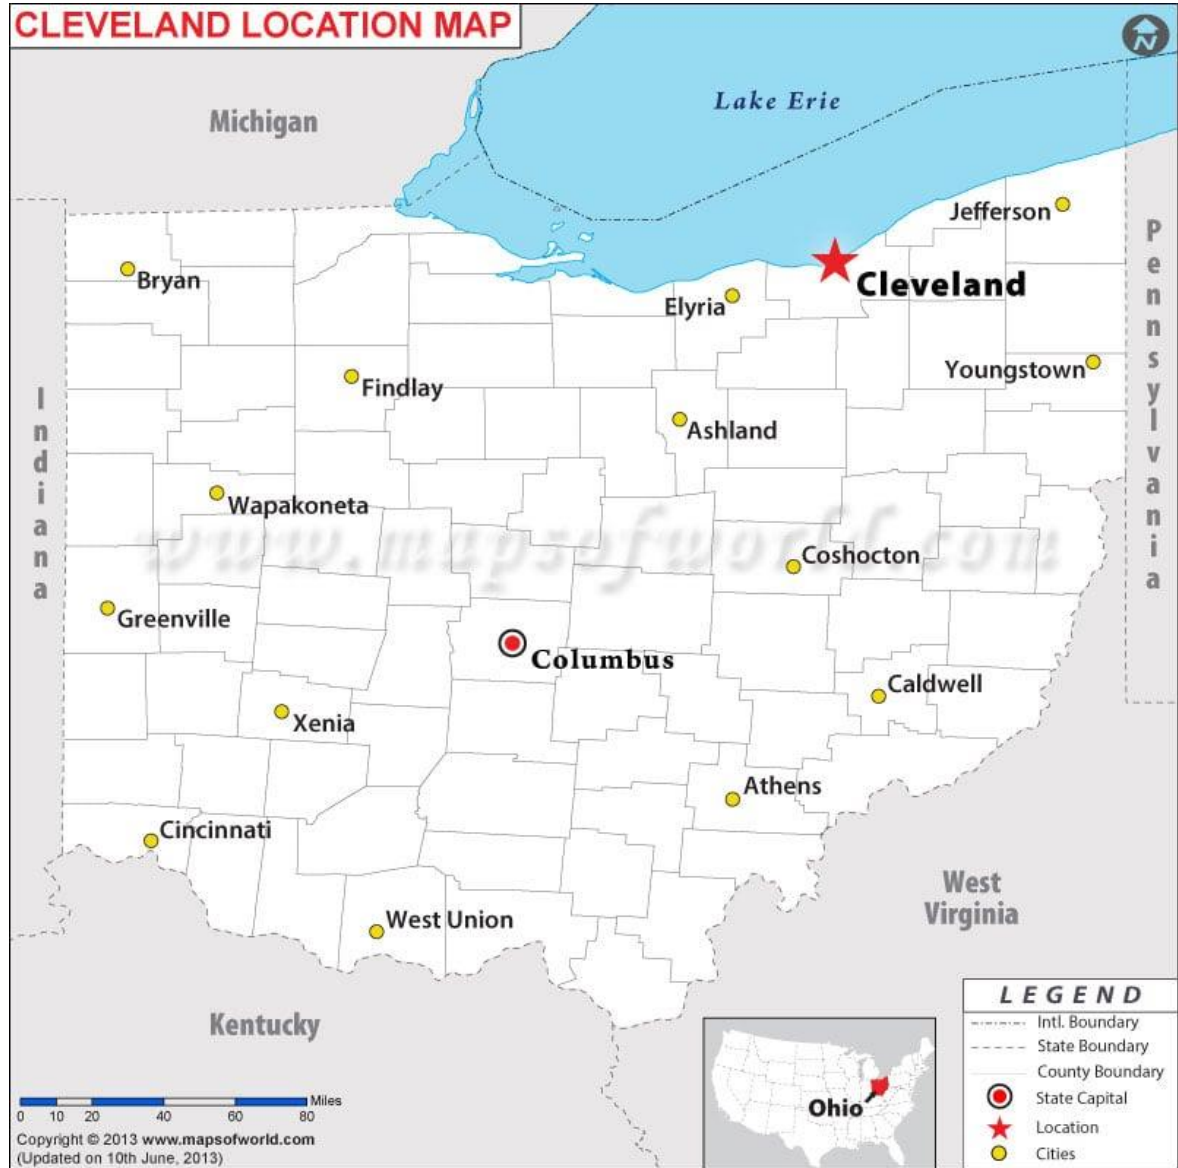 CLEVELAND LOCATION MAP
N
Lake Erie
Michigan
Jefferson
Pennsylvania
Bryan
Cleveland
Elyria
Youngstown
Findlay
Indiana
Ashland
Wapakoneta
www.mapsofworld.com
Coshocton
Greenville
Columbus
Caldwell
Xenia
Athens
Cincinnati
West
Virginia
West Union
Kentucky
LEGEND
Intl. Boundary
State Boundary
County Boundary
State Capital
Location
Cities
Ohio
Miles
0 10 20 40 60 80
Copyright © 2013 www.mapsofworld.com
(Updated on 10th June, 2013)